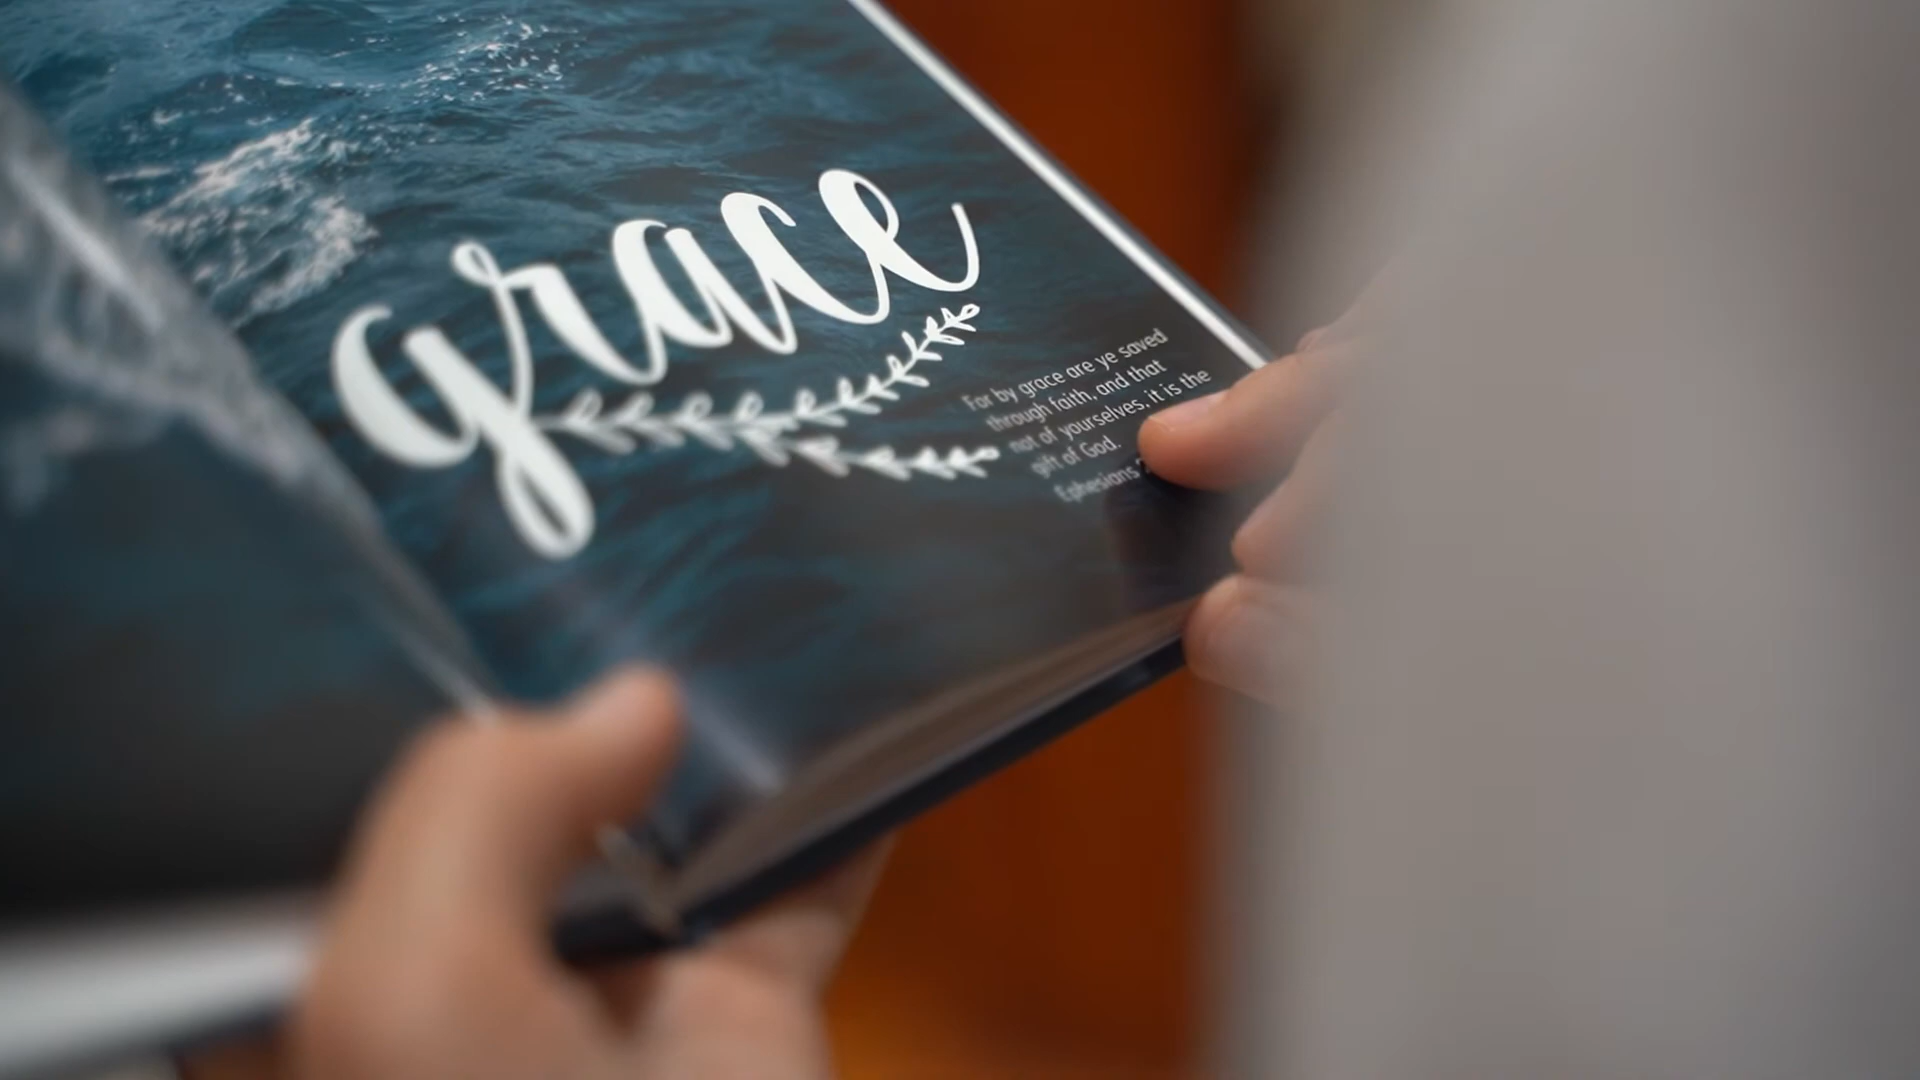 grace
For by grace are ye saved
through faith, and that
not of yourselves: it is the
gift of God.
Ephesians